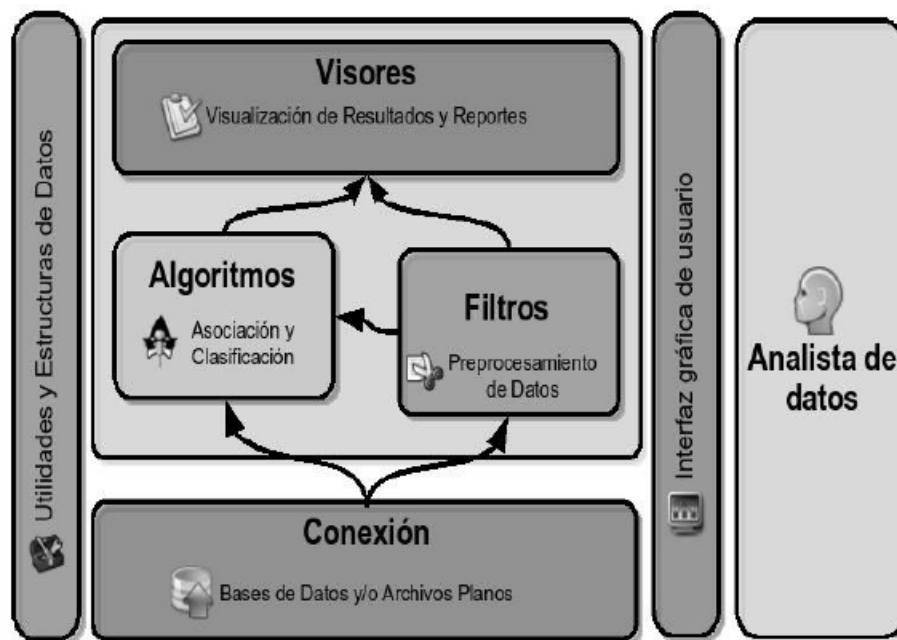 Utilidades y Estructuras de Datos
Visores
Visualización de Resultados y Reportes
Algoritmos
Asociación y
Clasificación
Filtros
Preprocesamiento
de Datos
Conexión
Bases de Datos y/o Archivos Planos
Interfaz gráfica de usuario
Analista de
datos